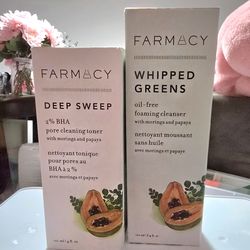 FARMACY
DEEP SWEEP
2% BHA
pore cleaning toner
with moringa and papaya
nettoyant tonique
pour pores au
BHA à 2 %
avec moringa et papaye
FARMACY
WHIPPED
GREENS
oil-free
foaming cleanser
with moringa and papaya
nettoyant moussant
sans huile
avec moringa et papaye